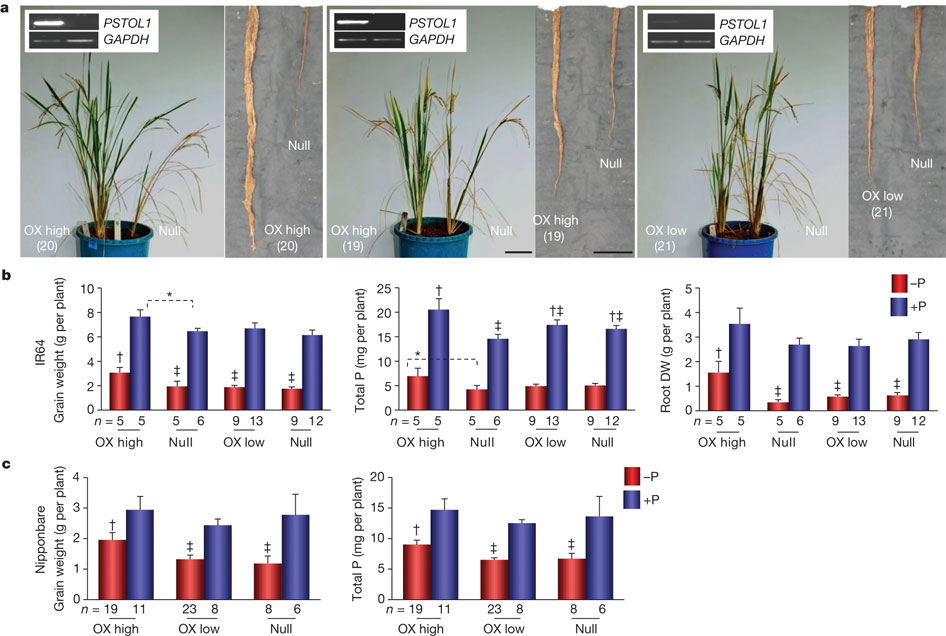 a
PSTOL1
GAPDH
OX high
(20)
Null
Null
OX high
(20)
PSTOL1
GAPDH
OX high
(19)
Null
Null
OX high
(19)
PSTOL1
GAPDH
OX low
(21)
Null
Null
OX low
(21)
b
IR64
Grain weight (g per plant)
10
8
6
4
2
0
† * ‡ ‡ ‡
n = 5 5 5 6 9 13 9 12
OX high Null OX low Null
Total P (mg per plant)
25
20
15
10
5
0
* † ‡ †‡ †‡
n = 5 5 5 6 9 13 9 12
OX high Null OX low Null
Root DW (g per plant)
5
4
3
2
1
0
† ‡ ‡ ‡
n = 5 5 5 6 9 13 9 12
OX high Null OX low Null
–P
+P
c
Nipponbare
Grain weight (g per plant)
4
3
2
1
0
† ‡ ‡
n = 19 11 23 8 8 6
OX high OX low Null
Total P (mg per plant)
20
15
10
5
0
† ‡ ‡
n = 19 11 23 8 8 6
OX high OX low Null
–P
+P